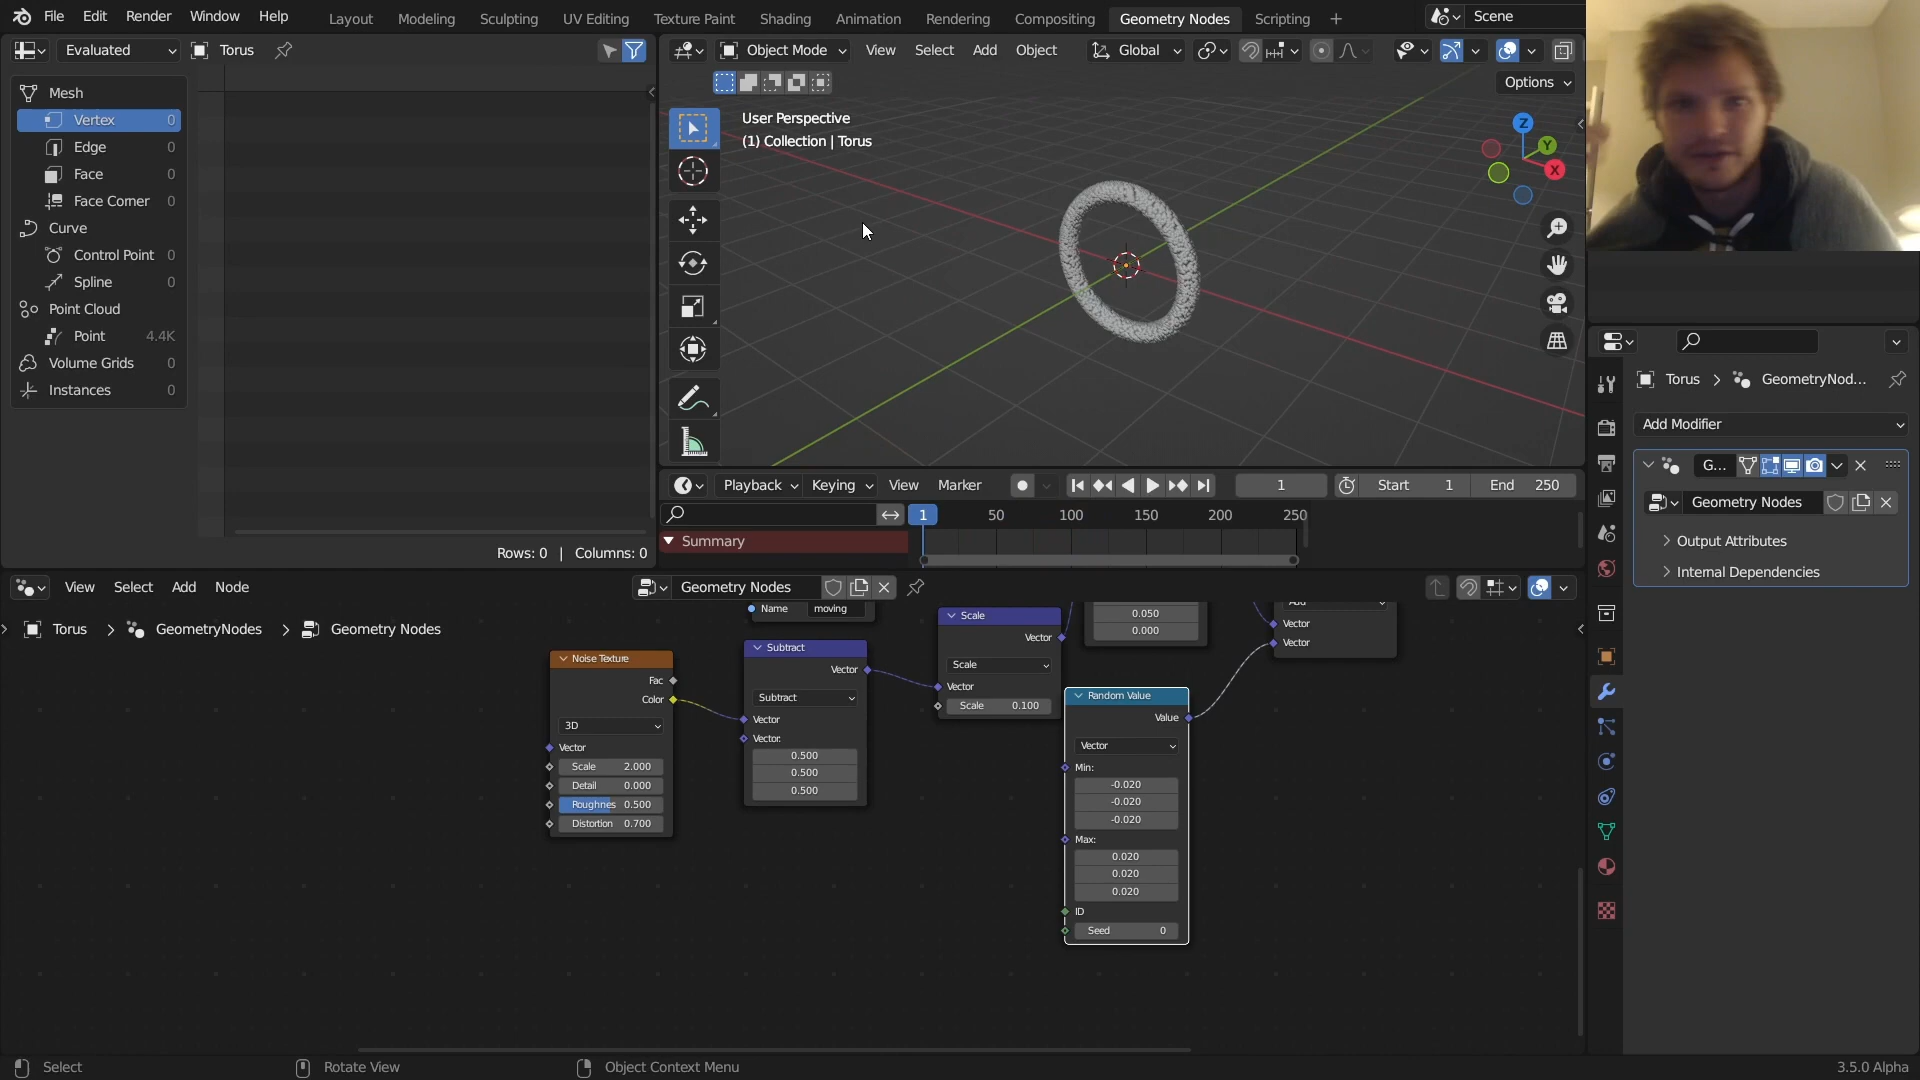 File Edit Render Window Help
Layout Modeling Sculpting UV Editing Texture Paint Shading Animation Rendering Compositing Geometry Nodes Scripting +
Scene
Evaluated Torus
Object Mode View Select Add Object Global
Options
Mesh
Vertex 0
Edge 0
Face 0
Face Corner 0
Curve
Control Point 0
Spline 0
Point Cloud
Point 4.4K
Volume Grids 0
Instances 0
Rows: 0 | Columns: 0
User Perspective
(1) Collection | Torus
Z
Y
X
Playback Keying View Marker 1 Start 1 End 250
1 50 100 150 200 250
Summary
Torus > GeometryNod...
Add Modifier
G...
Geometry Nodes
Output Attributes
Internal Dependencies
View Select Add Node
Geometry Nodes
Torus > GeometryNodes > Geometry Nodes
Name moving
Noise Texture
Fac
Color
3D
Vector
Scale 2.000
Detail 0.000
Roughnes 0.500
Distortion 0.700
Subtract
Vector
Subtract
Vector
Vector:
0.500
0.500
0.500
Scale
Vector
Scale
Vector
Scale 0.100
0.050
0.000
Random Value
Value
Vector
Min:
-0.020
-0.020
-0.020
Max:
0.020
0.020
0.020
ID
Seed 0
Add
Vector
Vector
Select Rotate View Object Context Menu 3.5.0 Alpha